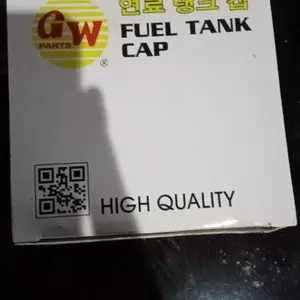 GW
PARTS
®
연료 탱크 캡
FUEL TANK
CAP
HIGH QUALITY